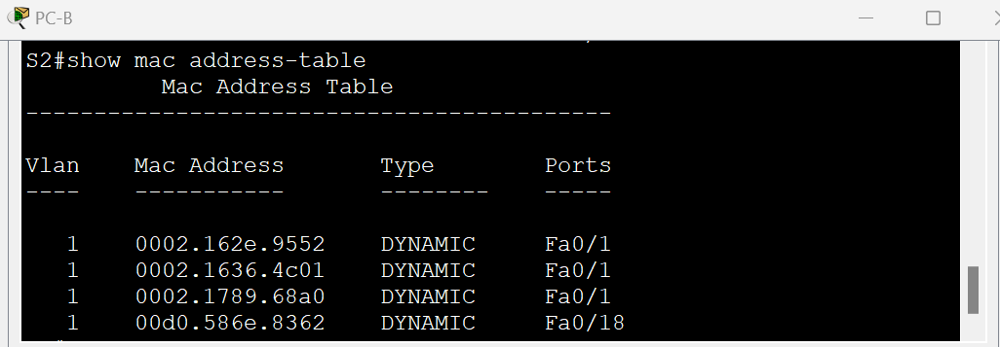 PC-B
S2#show mac address-table
Mac Address Table
-------------------------------------------
Vlan    Mac Address       Type        Ports
----    -----------       --------    -----
1    0002.162e.9552    DYNAMIC     Fa0/1
1    0002.1636.4c01    DYNAMIC     Fa0/1
1    0002.1789.68a0    DYNAMIC     Fa0/1
1    00d0.586e.8362    DYNAMIC     Fa0/18